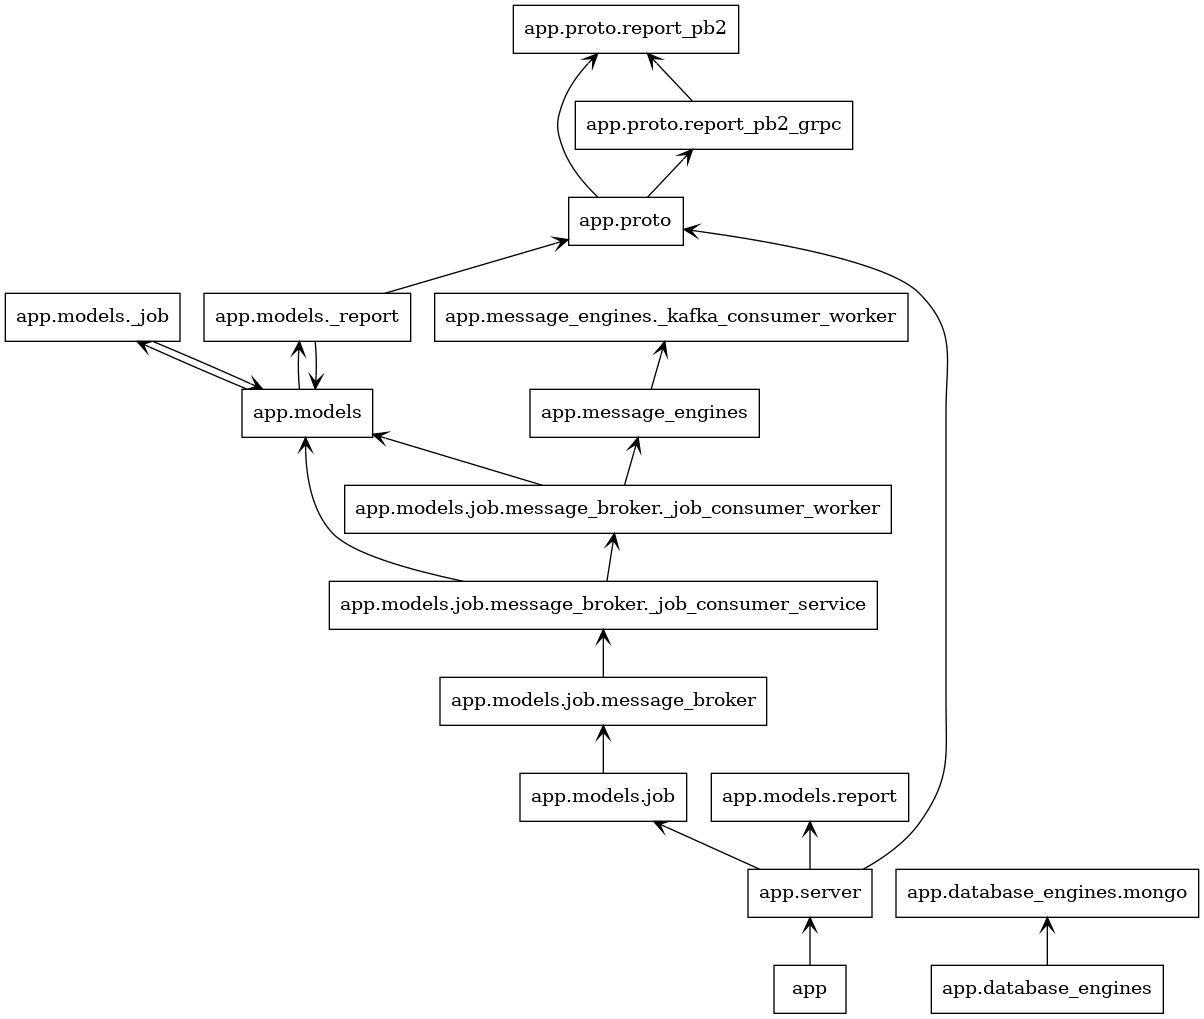 app.proto.report_pb2
app.proto.report_pb2_grpc
app.proto
app.models._job
app.models._report
app.message_engines._kafka_consumer_worker
app.models
app.message_engines
app.models.job.message_broker._job_consumer_worker
app.models.job.message_broker._job_consumer_service
app.models.job.message_broker
app.models.job
app.models.report
app.server
app.database_engines.mongo
app
app.database_engines